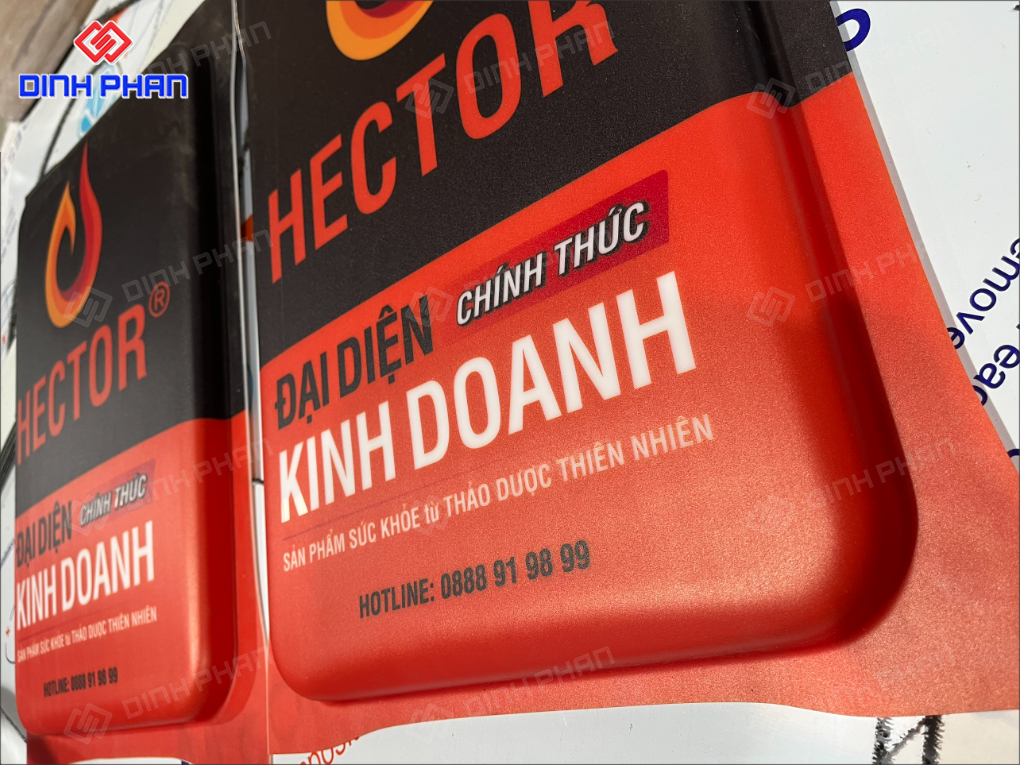 DINH PHAN
HECTOR®
ĐẠI DIỆN CHÍNH THỨC
KINH DOANH
SẢN PHẨM SỨC KHỎE từ THẢO DƯỢC THIÊN NHIÊN
HOTLINE: 0888 91 98 99
HECTOR
ĐẠI DIỆN CHÍNH THỨC
KINH DOANH
SẢN PHẨM SỨC KHỎE từ THẢO DƯỢC THIÊN NHIÊN
HOTLINE: 0888 91 98 99